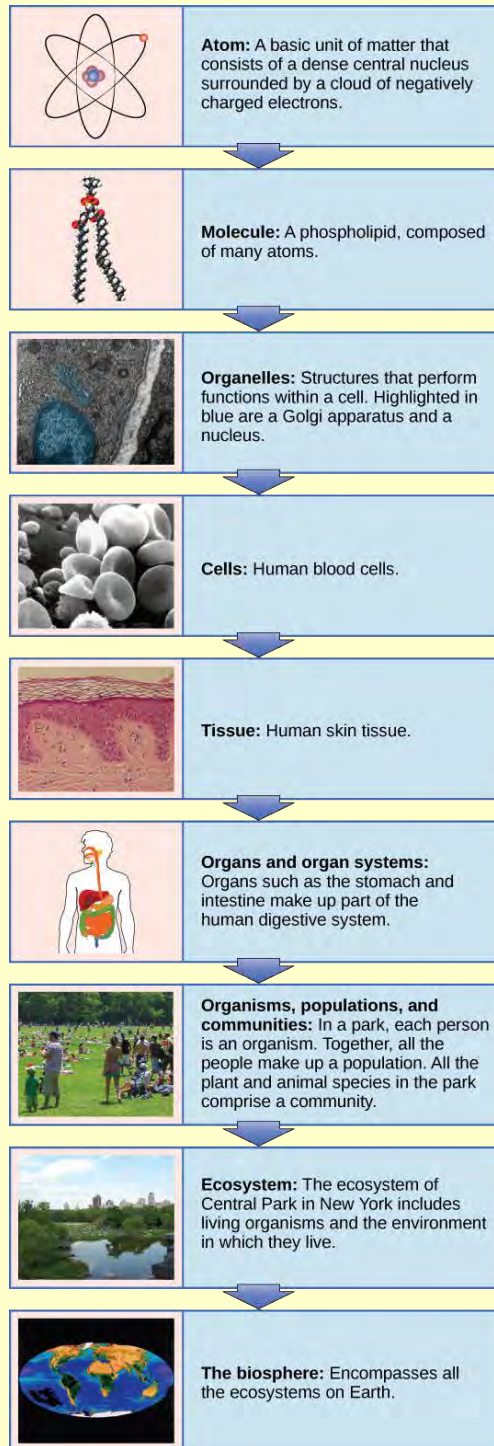 Atom: A basic unit of matter that
consists of a dense central nucleus
surrounded by a cloud of negatively
charged electrons.
Molecule: A phospholipid, composed
of many atoms.
Organelles: Structures that perform
functions within a cell. Highlighted in
blue are a Golgi apparatus and a
nucleus.
Cells: Human blood cells.
Tissue: Human skin tissue.
Organs and organ systems:
Organs such as the stomach and
intestine make up part of the
human digestive system.
Organisms, populations, and
communities: In a park, each person
is an organism. Together, all the
people make up a population. All the
plant and animal species in the park
comprise a community.
Ecosystem: The ecosystem of
Central Park in New York includes
living organisms and the environment
in which they live.
The biosphere: Encompasses all
the ecosystems on Earth.